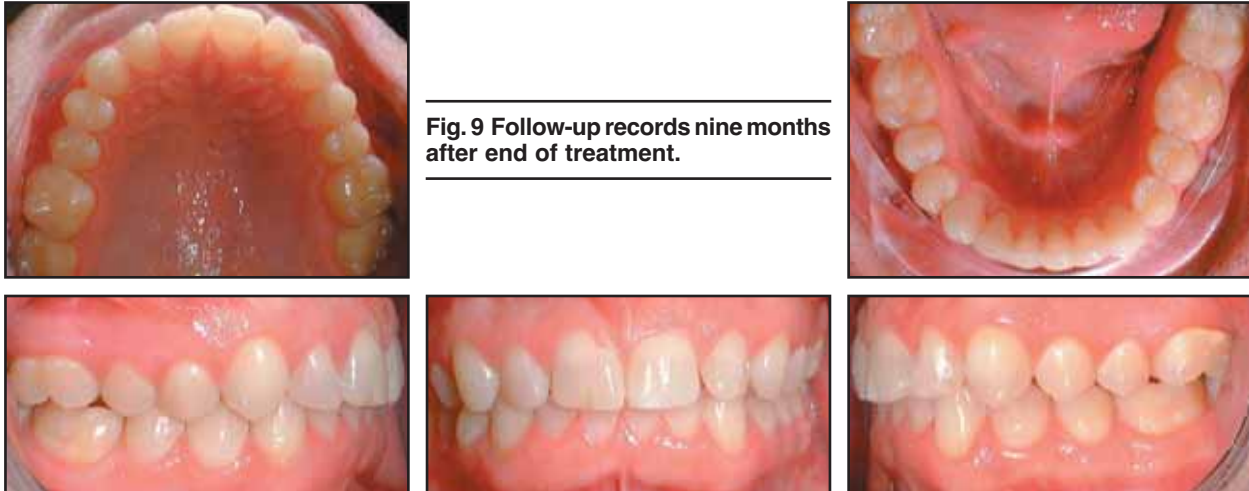 Fig. 9 Follow-up records nine months
after end of treatment.